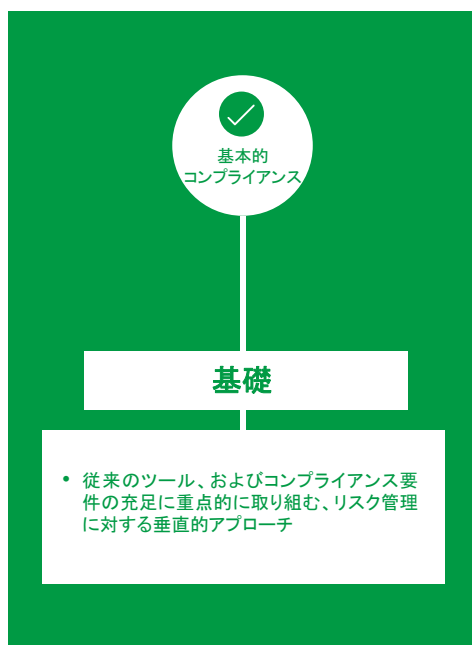 基本的
コンプライアンス
基礎
• 従来のツール、およびコンプライアンス要
件の充足に重点的に取り組む、リスク管理
に対する垂直的アプローチ